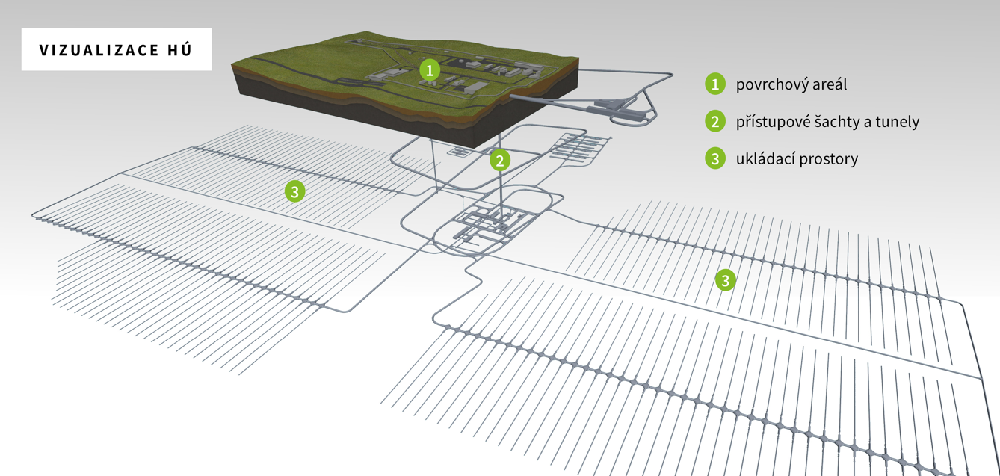 VIZUALIZACE HÚ
1
1 povrchový areál
2 přístupové šachty a tunely
3 ukládací prostory
2
3
3